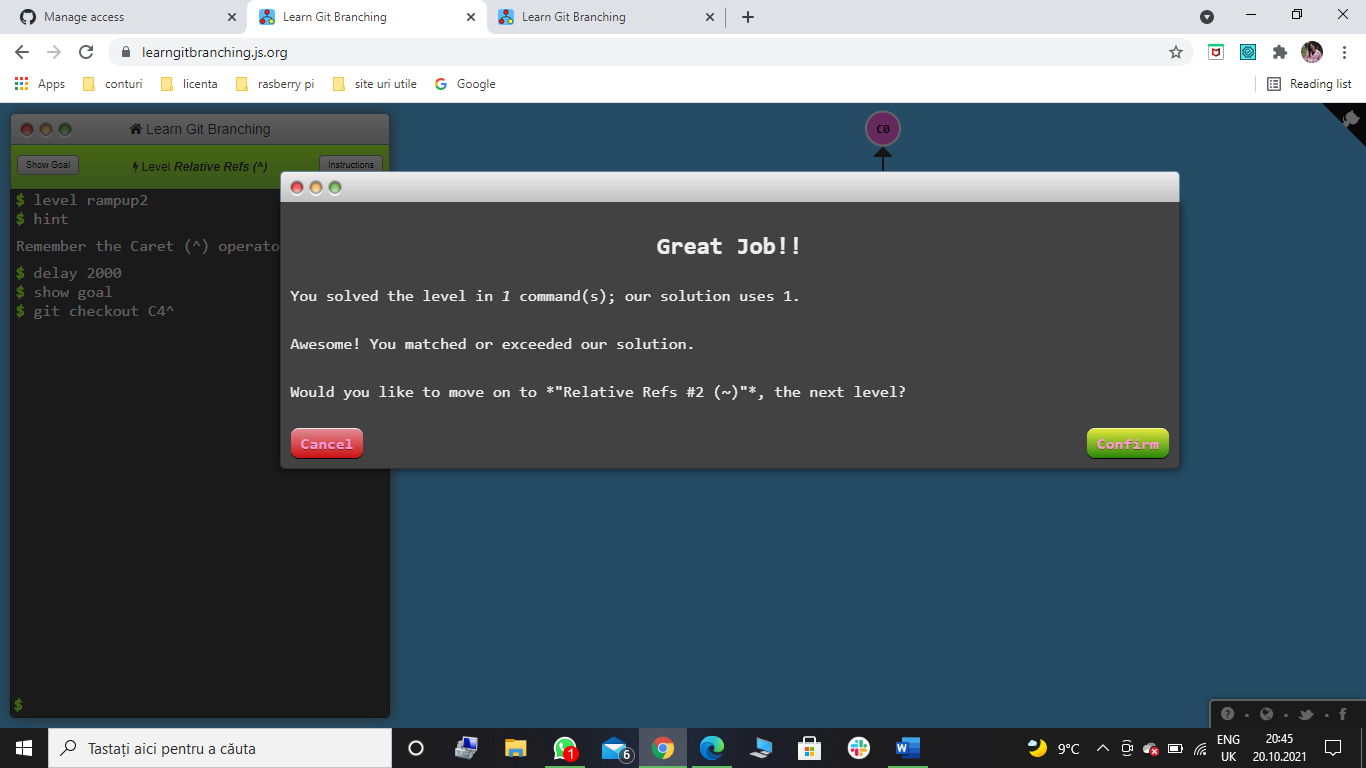 Manage access
Learn Git Branching
Learn Git Branching
learngitbranching.js.org
Apps conturi licenta rasberry pi site uri utile Google Reading list
Learn Git Branching
Show Goal Level Relative Refs (^) Instructions
$ level rampup2
$ hint
Remember the Caret (^) operato
$ delay 2000
$ show goal
$ git checkout C4^
$
C0
Great Job!!
You solved the level in 1 command(s); our solution uses 1.
Awesome! You matched or exceeded our solution.
Would you like to move on to *"Relative Refs #2 (~)"*, the next level?
Cancel Confirm
Tastați aici pentru a căuta
1
6
9°C
ENG
UK
20:45
20.10.2021